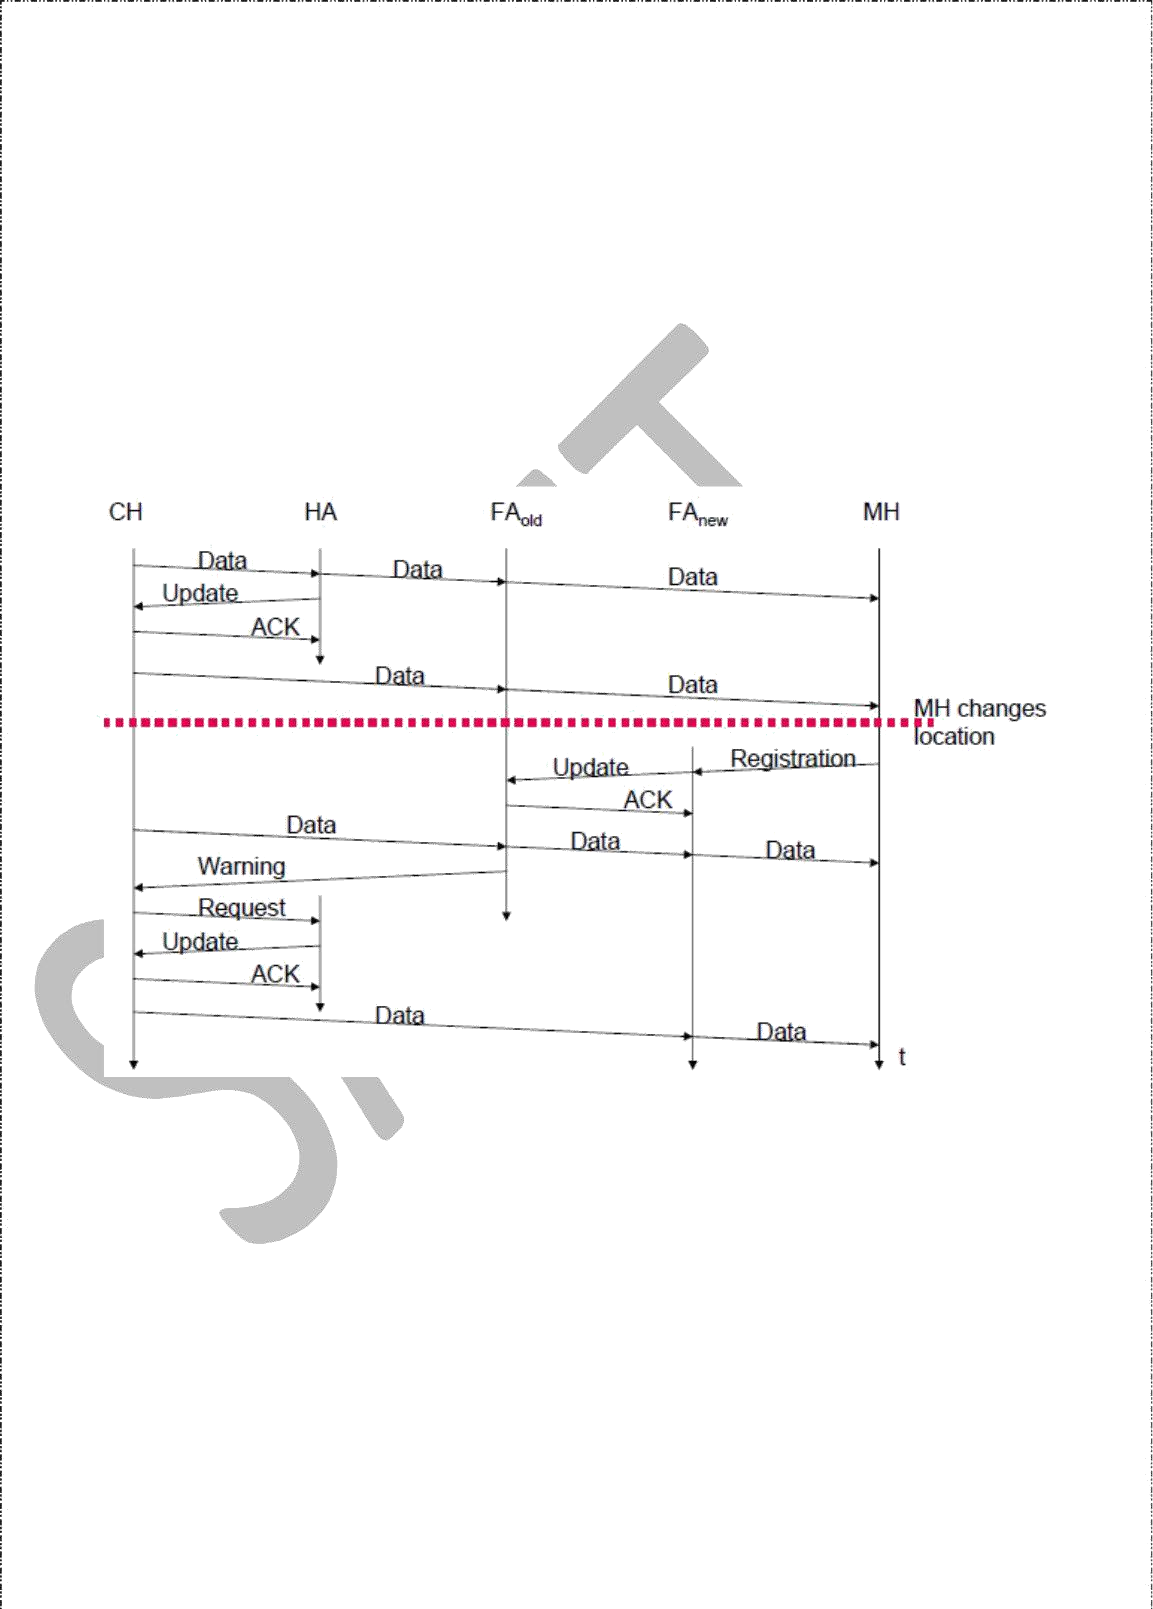 CH HA FAold FAnew MH
Data Data Data
Update
ACK
Data Data
MH changes
location
Registration
Update
ACK
Data Data Data
Warning
Request
Update
ACK
Data Data
t